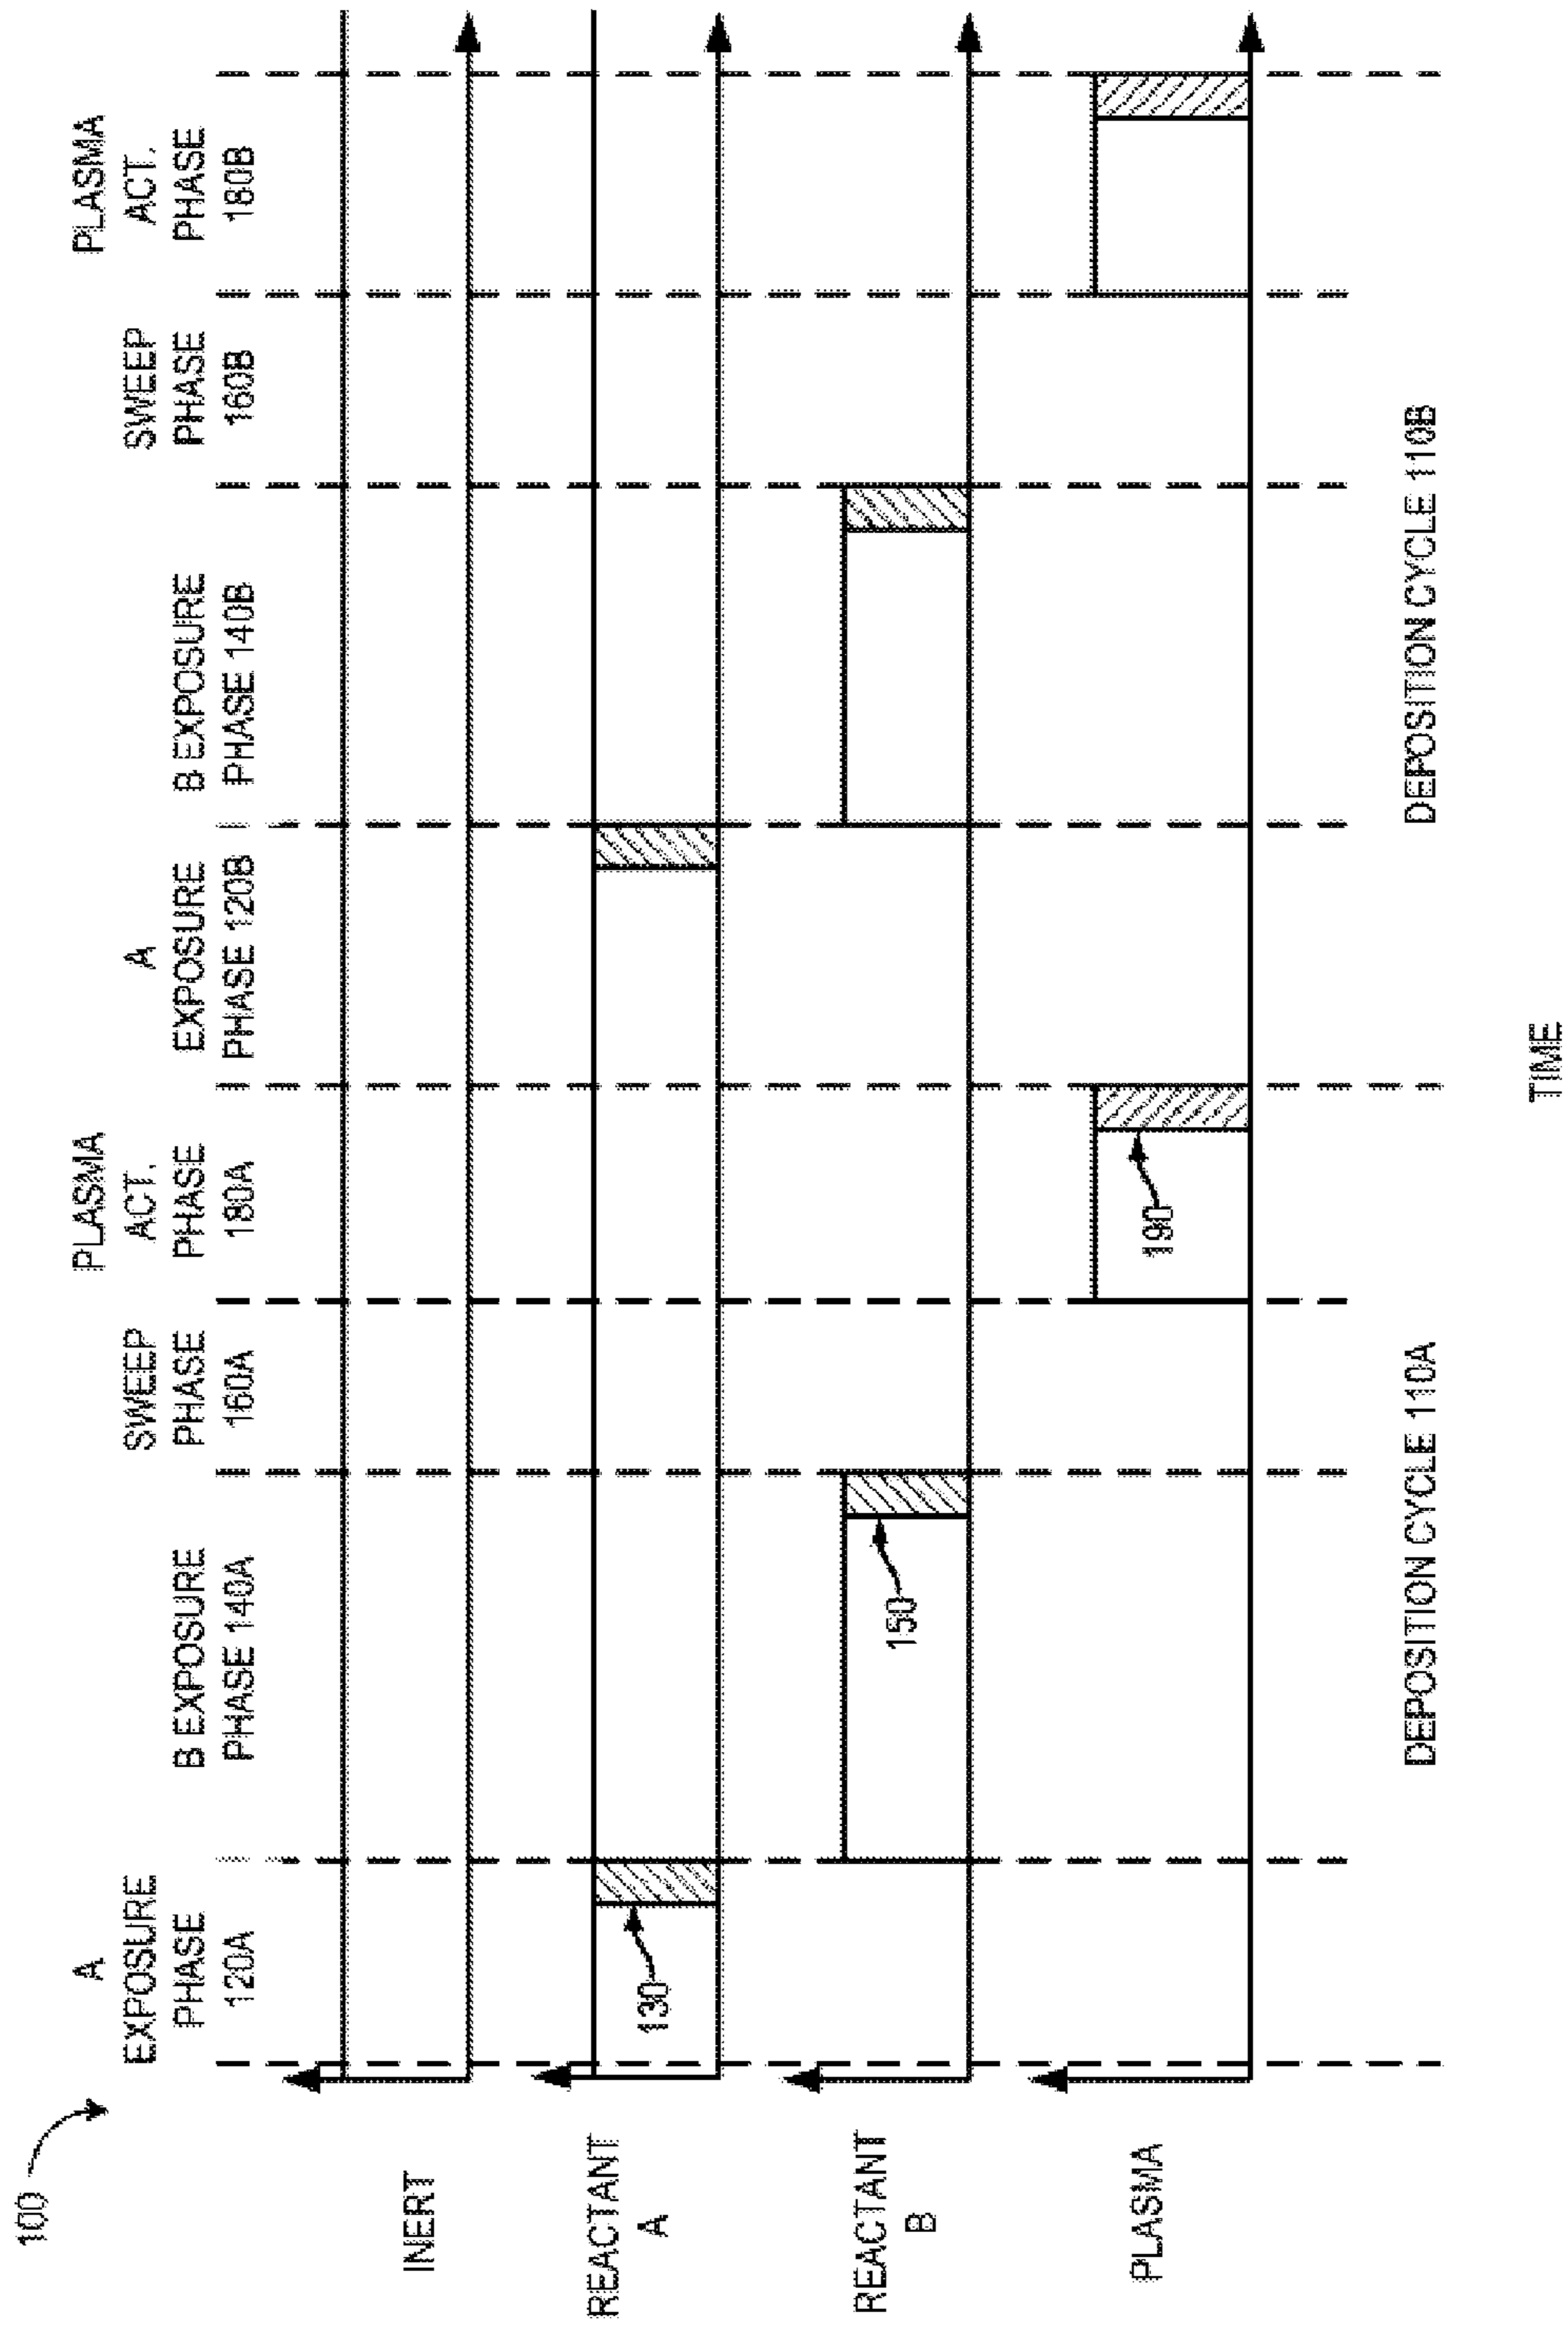 100
A
EXPOSURE
PHASE
120A
B EXPOSURE
PHASE 140A
SWEEP
PHASE
160A
PLASMA
ACT.
PHASE
180A
A
EXPOSURE
PHASE 120B
B EXPOSURE
PHASE 140B
SWEEP
PHASE
160B
PLASMA
ACT.
PHASE
180B
INERT
REACTANT
A
130
REACTANT
B
150
PLASMA
190
DEPOSITION CYCLE 110A
DEPOSITION CYCLE 110B
TIME